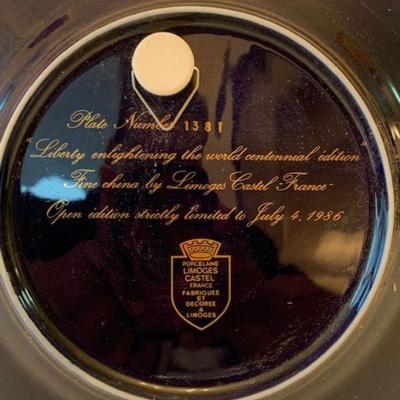 Plate Number 1381
"Liberty enlightening the world centennial edition"
Fine china by Limoges Castel France
Open edition strictly limited to July 4, 1986
PORCELAINE
LIMOGES
CASTEL
FRANCE
FABRIQUEE
ET
DECOREE
A
LIMOGES